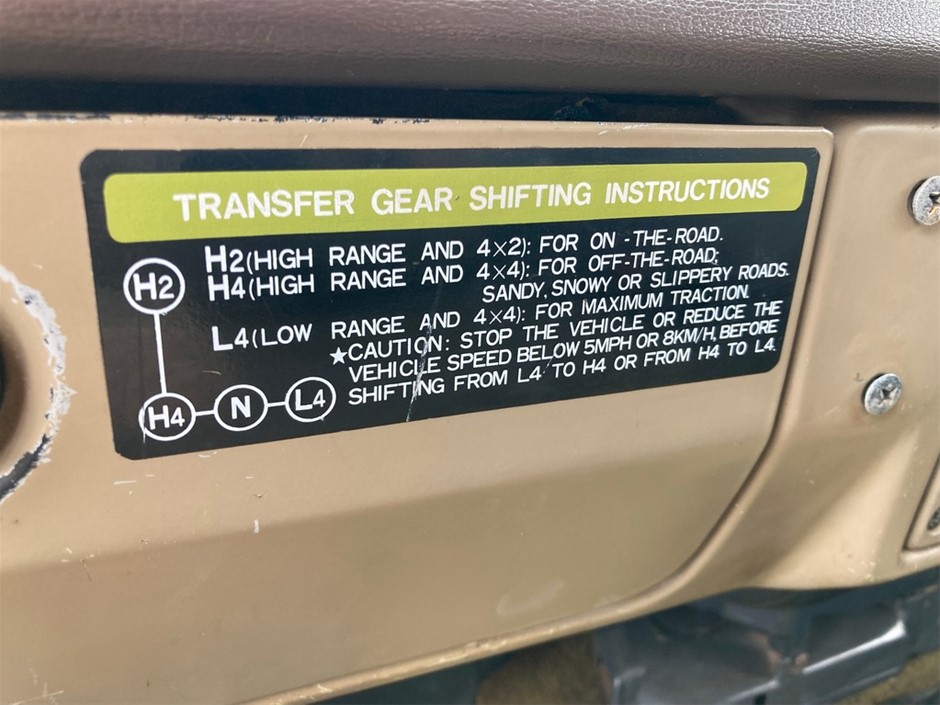 TRANSFER GEAR SHIFTING INSTRUCTIONS
H2(HIGH RANGE AND 4×2): FOR ON-THE-ROAD.
H4(HIGH RANGE AND 4×4): FOR OFF-THE-ROAD;
SANDY, SNOWY OR SLIPPERY ROADS.
L4(LOW RANGE AND 4×4): FOR MAXIMUM TRACTION.
★CAUTION: STOP THE VEHICLE OR REDUCE THE
VEHICLE SPEED BELOW 5MPH OR 8KM/H, BEFORE
SHIFTING FROM L4 TO H4 OR FROM H4 TO L4.
H2
H4 N L4